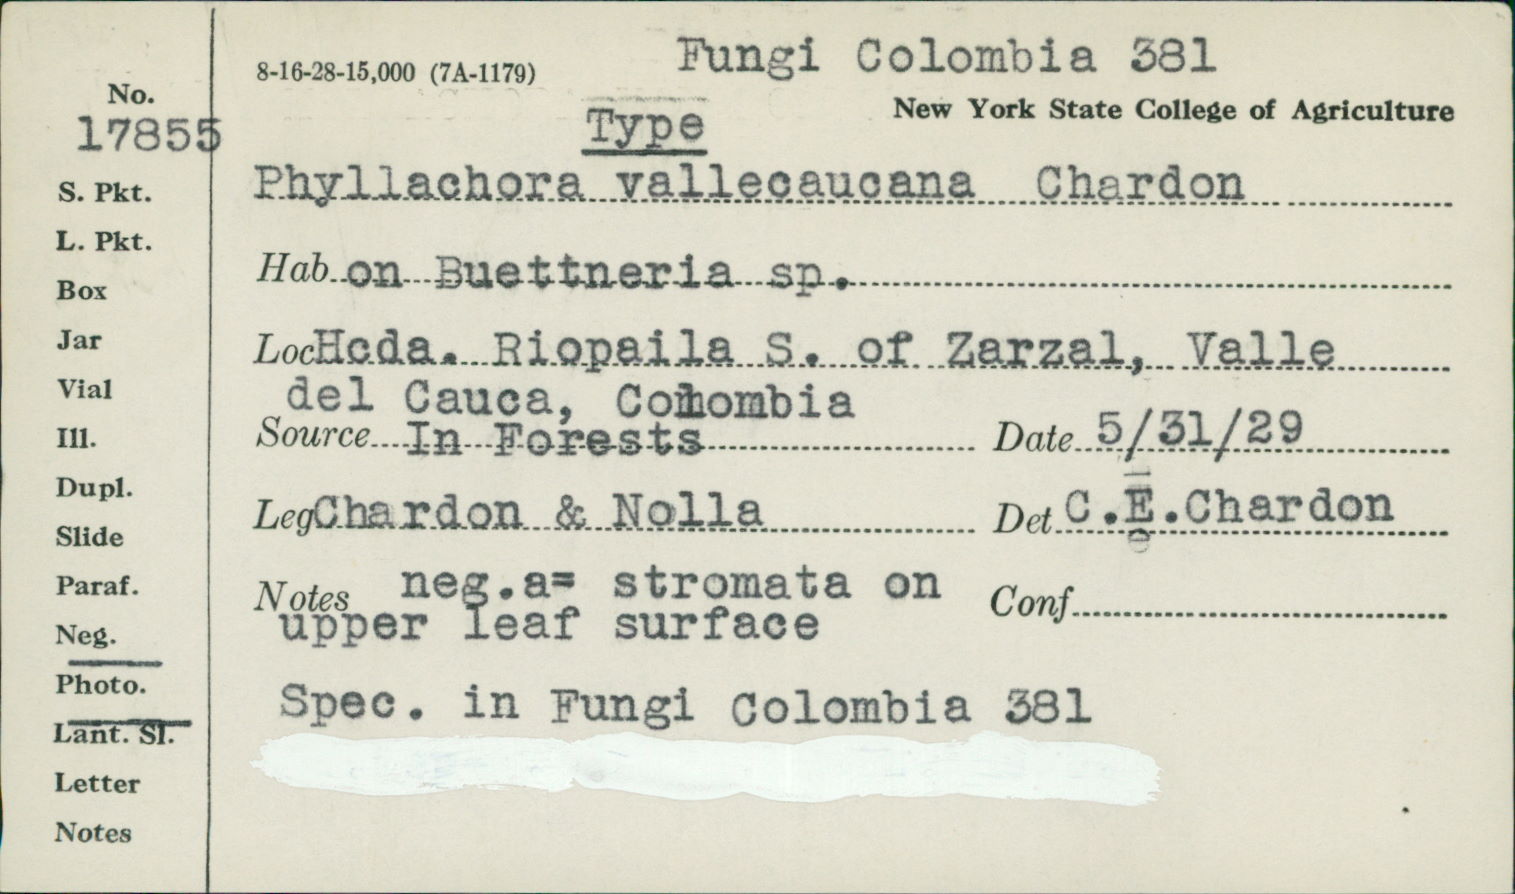 Fungi Colombia 381
8-16-28-15,000 (7A-1179)
New York State College of Agriculture
No.
17855
Type
S. Pkt.
Phyllachora vallecaucana Chardon
L. Pkt.
Hab. on Buettneria sp.
Box
Jar
Loc Hcda. Riopaila S. of Zarzal, Valle
del Cauca, Colombia
Vial
Ill.
Source In Forests Date 5/31/29
Dupl.
Leg Chardon & Nolla Det C.E.Chardon
Slide
Paraf.
Notes neg.a= stromata on Conf
upper leaf surface
Neg.
Photo.
Spec. in Fungi Colombia 381
Lant. Sl.
Letter
Notes